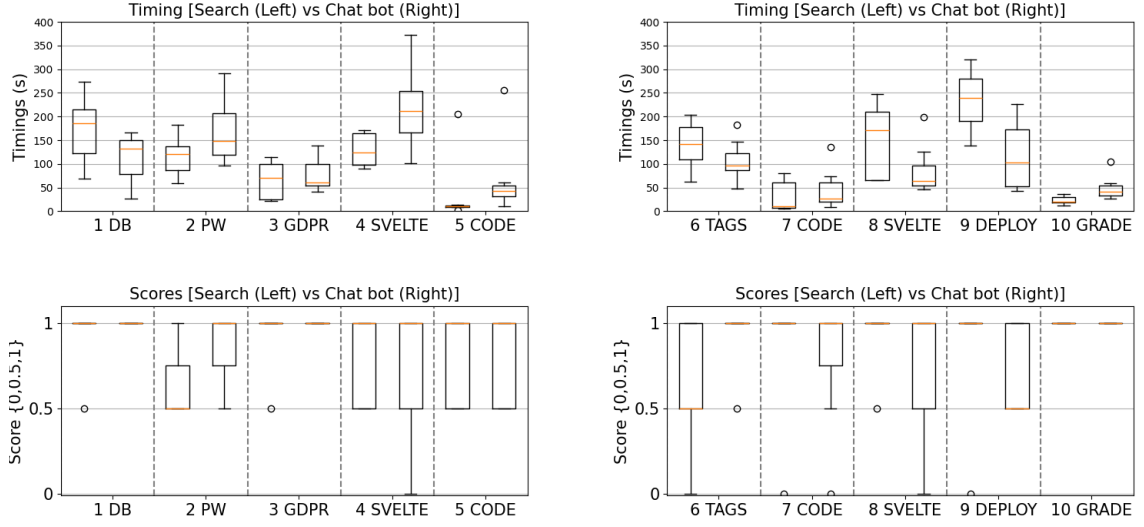 Timing [Search (Left) vs Chat bot (Right)]
Timings (s)
400
350
300
250
200
150
100
50
0
1 DB
2 PW
3 GDPR
4 SVELTE
5 CODE
Timing [Search (Left) vs Chat bot (Right)]
Timings (s)
400
350
300
250
200
150
100
50
0
6 TAGS
7 CODE
8 SVELTE
9 DEPLOY
10 GRADE
Scores [Search (Left) vs Chat bot (Right)]
Score {0,0.5,1}
1
0.5
0
1 DB
2 PW
3 GDPR
4 SVELTE
5 CODE
Scores [Search (Left) vs Chat bot (Right)]
Score {0,0.5,1}
1
0.5
0
6 TAGS
7 CODE
8 SVELTE
9 DEPLOY
10 GRADE